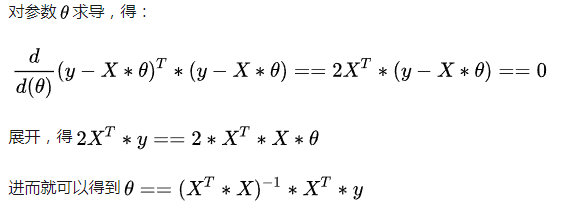 对参数 θ 求导，得：
d/d(θ) (y − X ∗ θ)^T ∗ (y − X ∗ θ) == 2X^T ∗ (y − X ∗ θ) == 0
展开，得 2X^T ∗ y == 2 ∗ X^T ∗ X ∗ θ
进而就可以得到 θ == (X^T ∗ X)^−1 ∗ X^T ∗ y